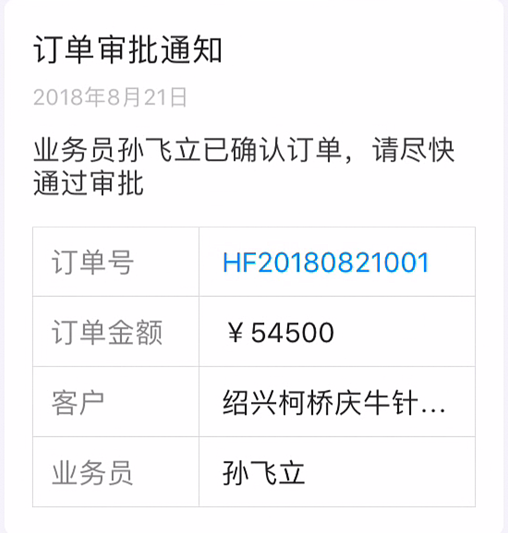 订单审批通知
2018年8月21日
业务员孙飞立已确认订单，请尽快
通过审批
订单号 HF20180821001
订单金额 ￥54500
客户 绍兴柯桥庆牛针...
业务员 孙飞立